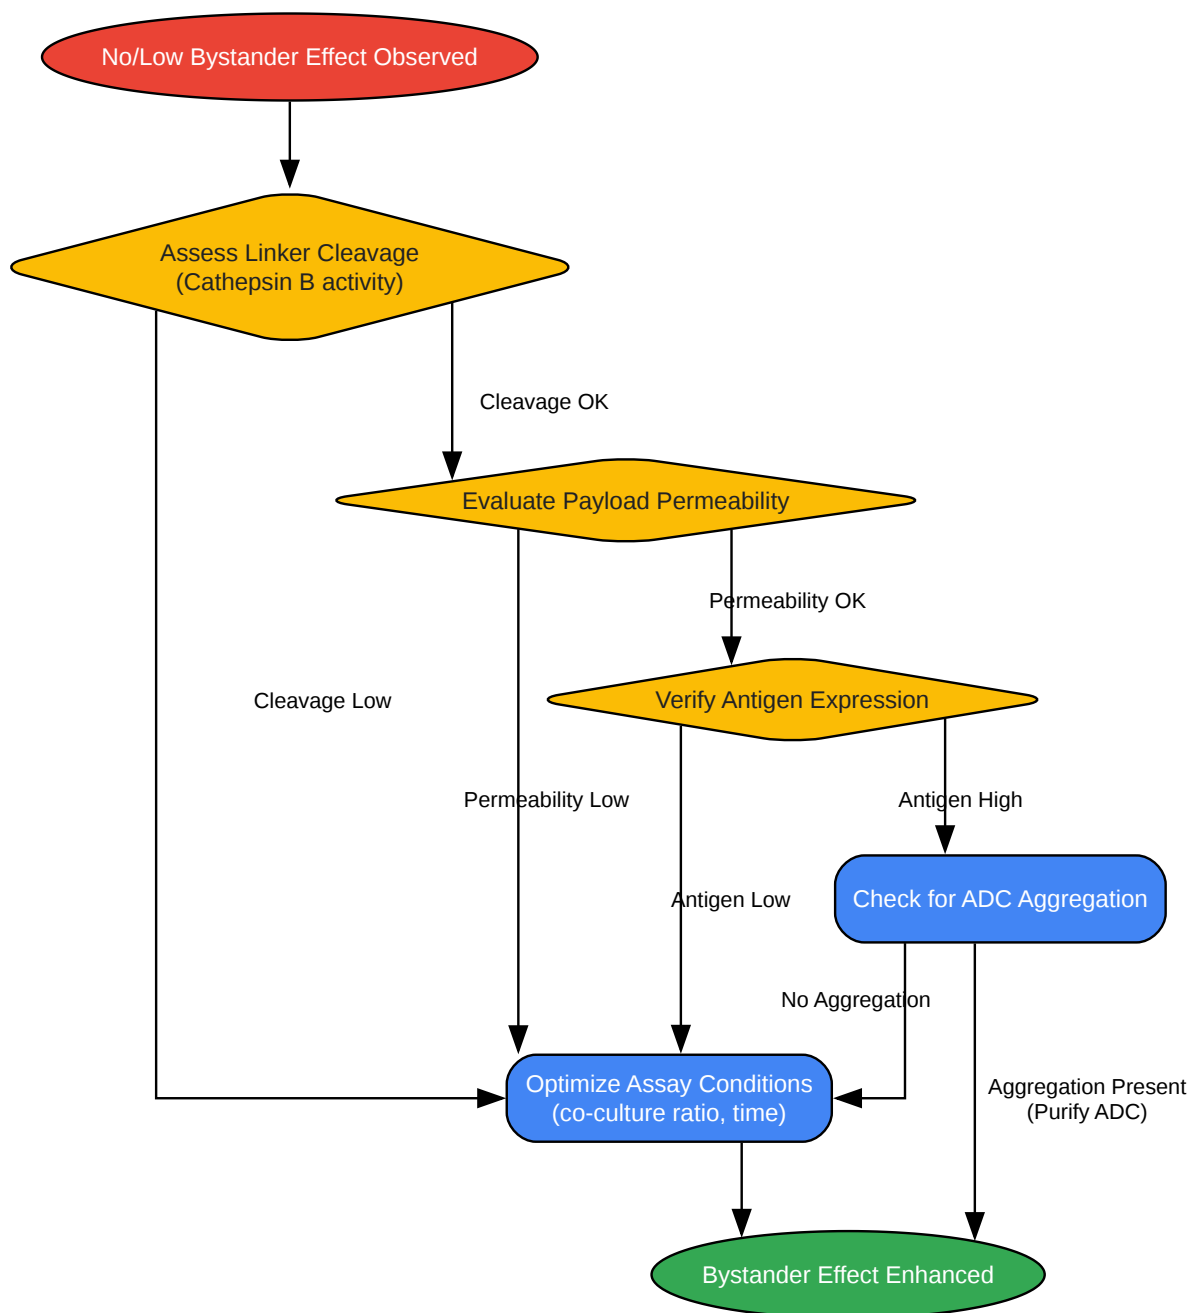 No/Low Bystander Effect Observed
Assess Linker Cleavage
(Cathepsin B activity)
Cleavage OK
Evaluate Payload Permeability
Permeability OK
Verify Antigen Expression
Cleavage Low
Permeability Low
Antigen High
Antigen Low
Check for ADC Aggregation
No Aggregation
Optimize Assay Conditions
(co-culture ratio, time)
Aggregation Present
(Purify ADC)
Bystander Effect Enhanced